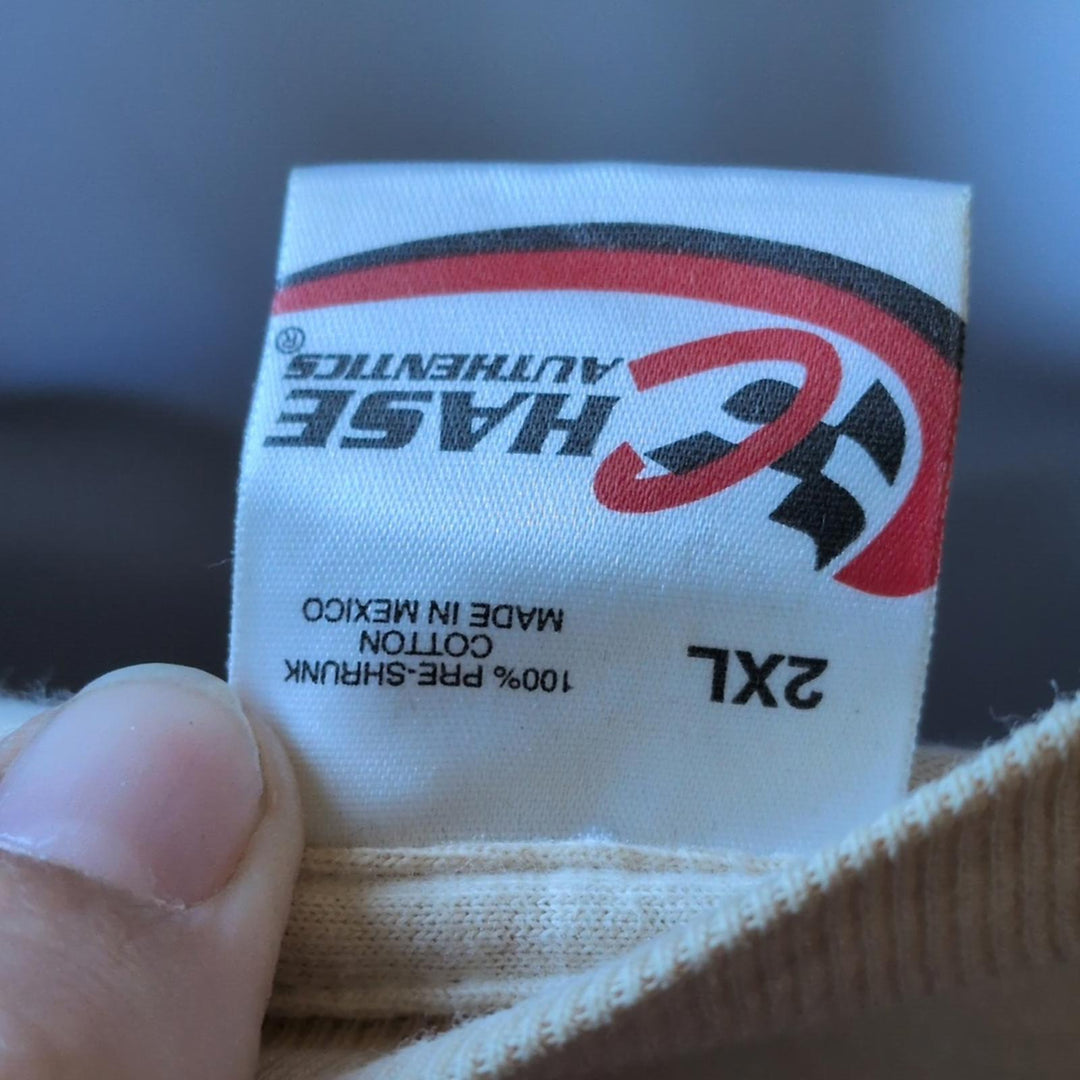 CHASE
AUTHENTICS®
2XL
100% PRE-SHRUNK
COTTON
MADE IN MEXICO